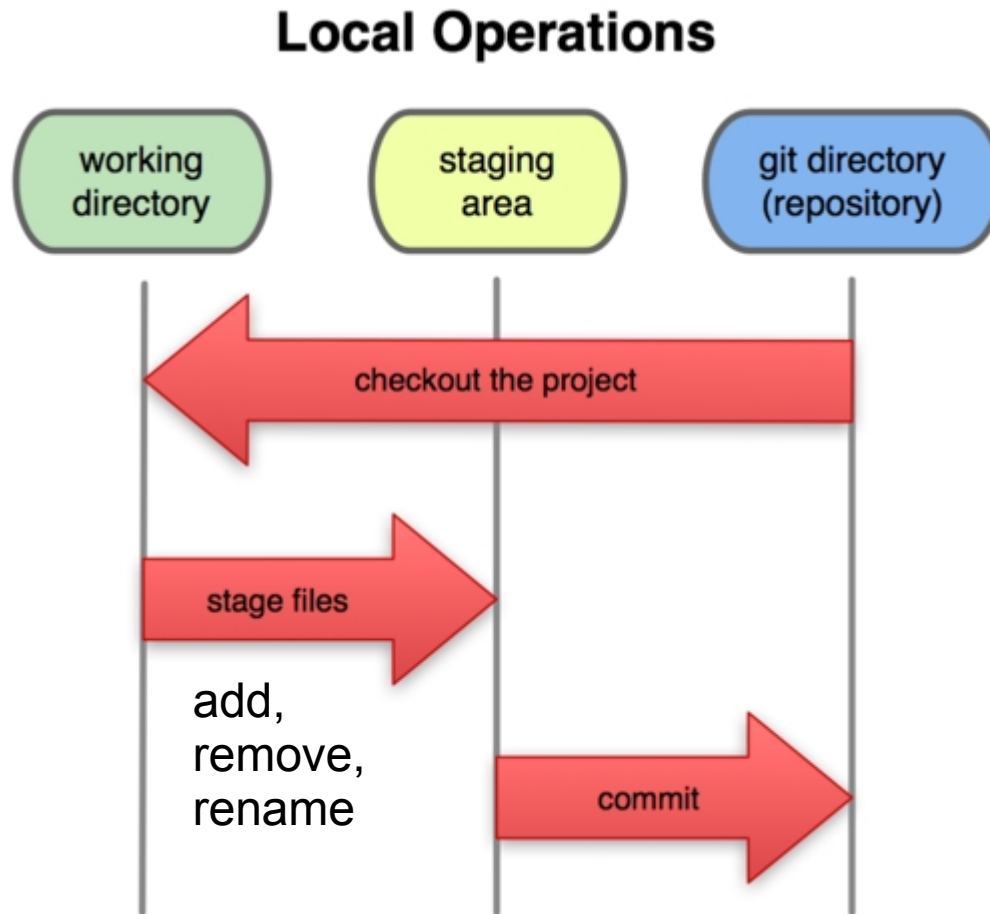 Local Operations
working
directory
staging
area
git directory
(repository)
checkout the project
stage files
add,
remove,
rename
commit